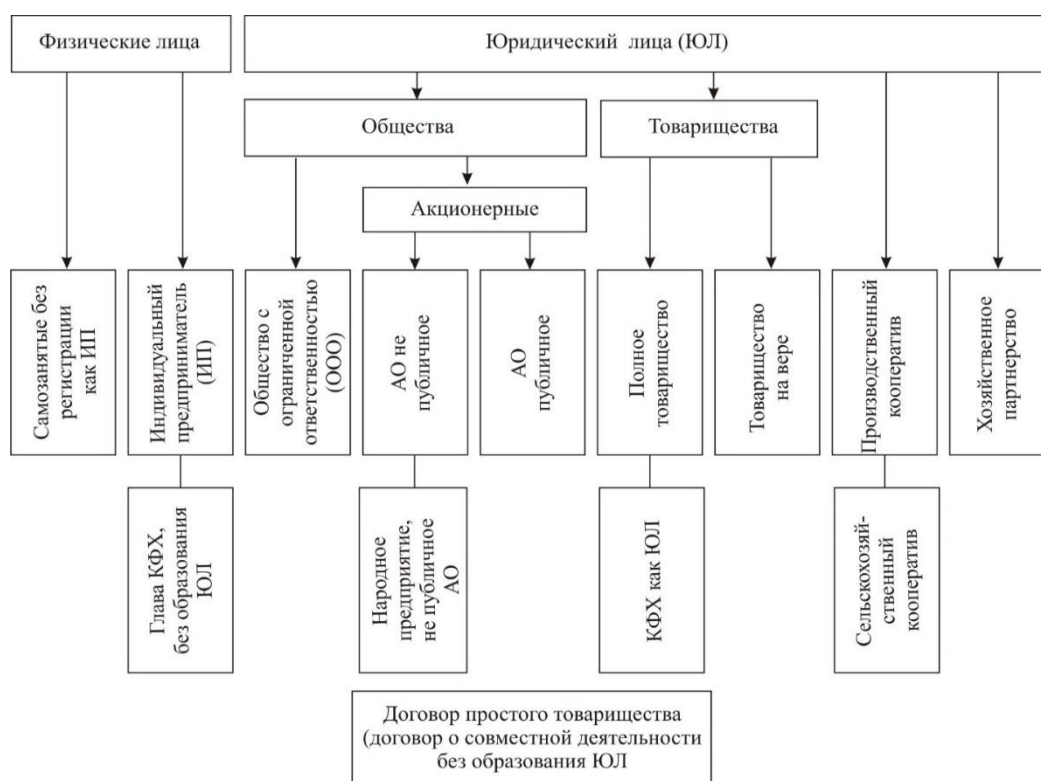 Физические лица
Юридический лица (ЮЛ)
Общества
Товарищества
Акционерные
Самозанятые без
регистрации
как ИП
Индивидуальный
предприниматель
(ИП)
Общество с
ограниченной
ответственностью
(ООО)
АО не
публичное
АО
публичное
Полное
товарищество
Товарищество
на вере
Производственный
кооператив
Хозяйственное
партнерство
Глава КФХ,
без образования
ЮЛ
Народное
предприятие,
не публичное
АО
КФХ как ЮЛ
Сельскохозяй-
ственный
кооператив
Договор простого товарищества
(договор о совместной деятельности
без образования ЮЛ